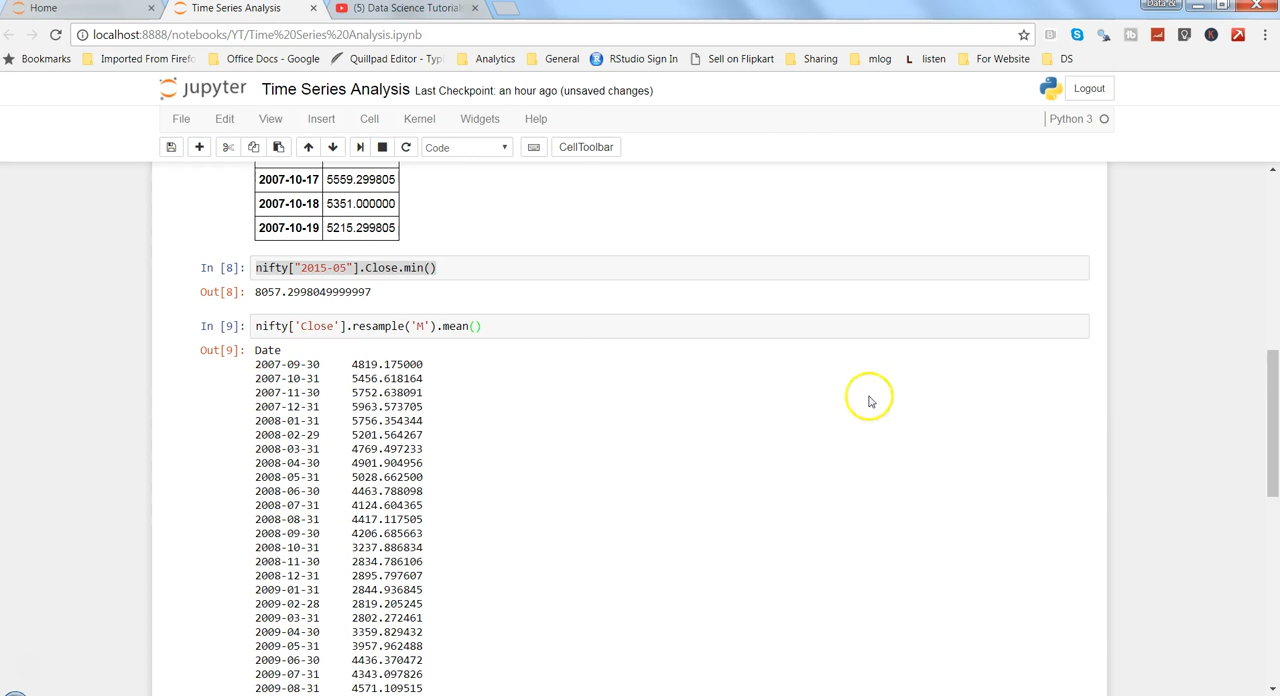 Home
Time Series Analysis
(5) Data Science Tutorials
localhost:8888/notebooks/YT/Time%20Series%20Analysis.ipynb
Bookmarks Imported From Firefo Office Doc. - Google Quillpad Editor - Typi Analytics General RStudio Sign In Sell on Flipkart Sharing mlog L listen For Website DS
jupyter Time Series Analysis Last Checkpoint: an hour ago (unsaved changes) Logout
File Edit View Insert Cell Kernel Widgets Help Python 3
Code CellToolbar
2007-10-17 5559.299805
2007-10-18 5351.000000
2007-10-19 5215.299805
In [8]: nifty["2015-05"].Close.min()
Out[8]: 8057.2998049999997
In [9]: nifty['Close'].resample('M').mean()
Out[9]: Date
2007-09-30 4819.175000
2007-10-31 5456.618164
2007-11-30 5752.638091
2007-12-31 5963.573705
2008-01-31 5756.354344
2008-02-29 5201.564267
2008-03-31 4769.497233
2008-04-30 4901.904956
2008-05-31 5028.662500
2008-06-30 4463.788098
2008-07-31 4124.604365
2008-08-31 4417.117505
2008-09-30 4206.685663
2008-10-31 3237.886834
2008-11-30 2834.786106
2008-12-31 2895.797607
2009-01-31 2844.936845
2009-02-28 2819.205245
2009-03-31 2802.272461
2009-04-30 3359.829432
2009-05-31 3957.962488
2009-06-30 4436.370472
2009-07-31 4343.097826
2009-08-31 4571.109515